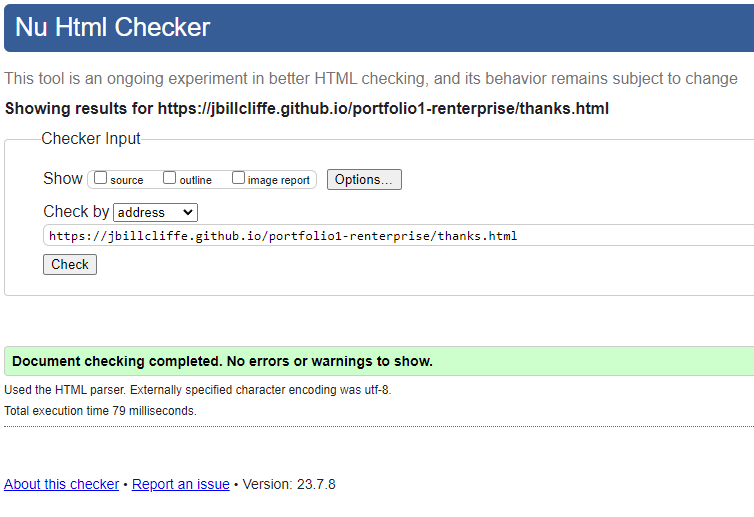 Nu Html Checker
This tool is an ongoing experiment in better HTML checking, and its behavior remains subject to change
Showing results for https://jbillcliffe.github.io/portfolio1-renterprise/thanks.html
Checker Input
Show source outline image report Options...
Check by address
https://jbillcliffe.github.io/portfolio1-renterprise/thanks.html
Check
Document checking completed. No errors or warnings to show.
Used the HTML parser. Externally specified character encoding was utf-8.
Total execution time 79 milliseconds.
About this checker • Report an issue • Version: 23.7.8